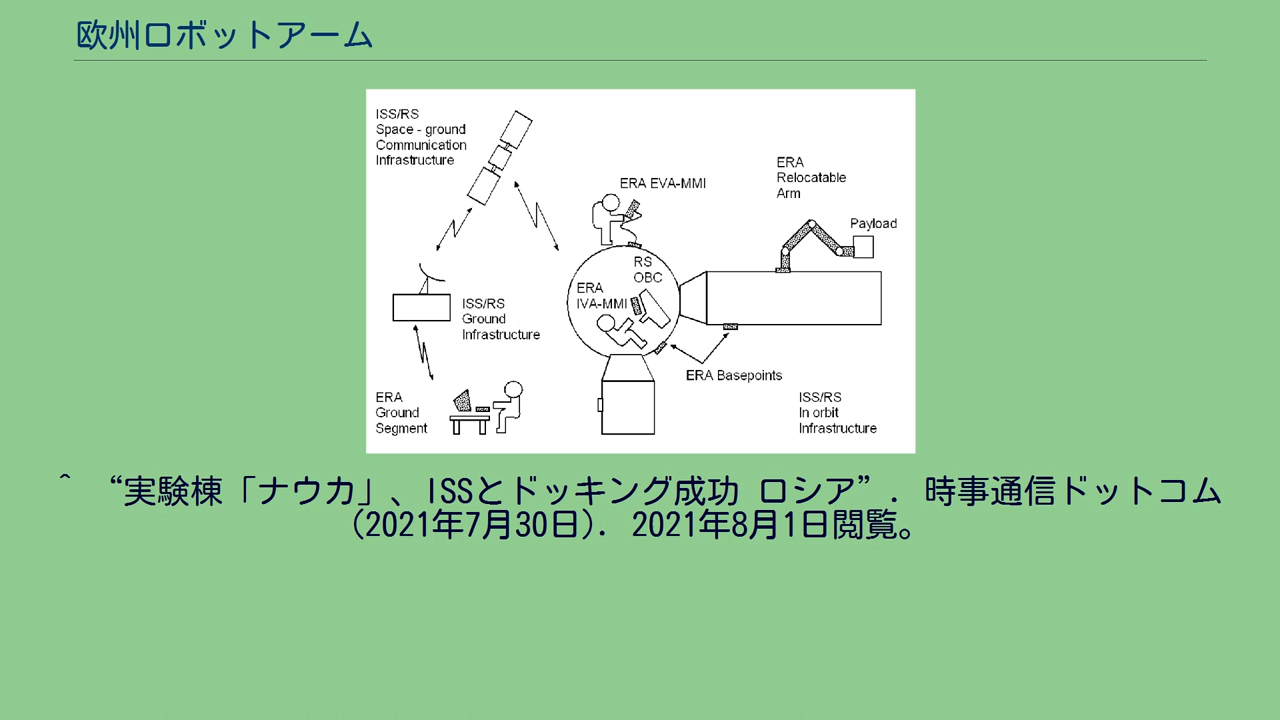 欧州ロボットアーム
ISS/RS
Space - ground
Communication
Infrastructure
ERA EVA-MMI
ERA
Relocatable
Arm
Payload
RS
OBC
ERA
IVA-MMI
ISS/RS
Ground
Infrastructure
ERA Basepoints
ERA
Ground
Segment
ISS/RS
In orbit
Infrastructure
^ “実験棟「ナウカ」、ISSとドッキング成功 ロシア”. 時事通信ドットコム
(2021年7月30日). 2021年8月1日閲覧。